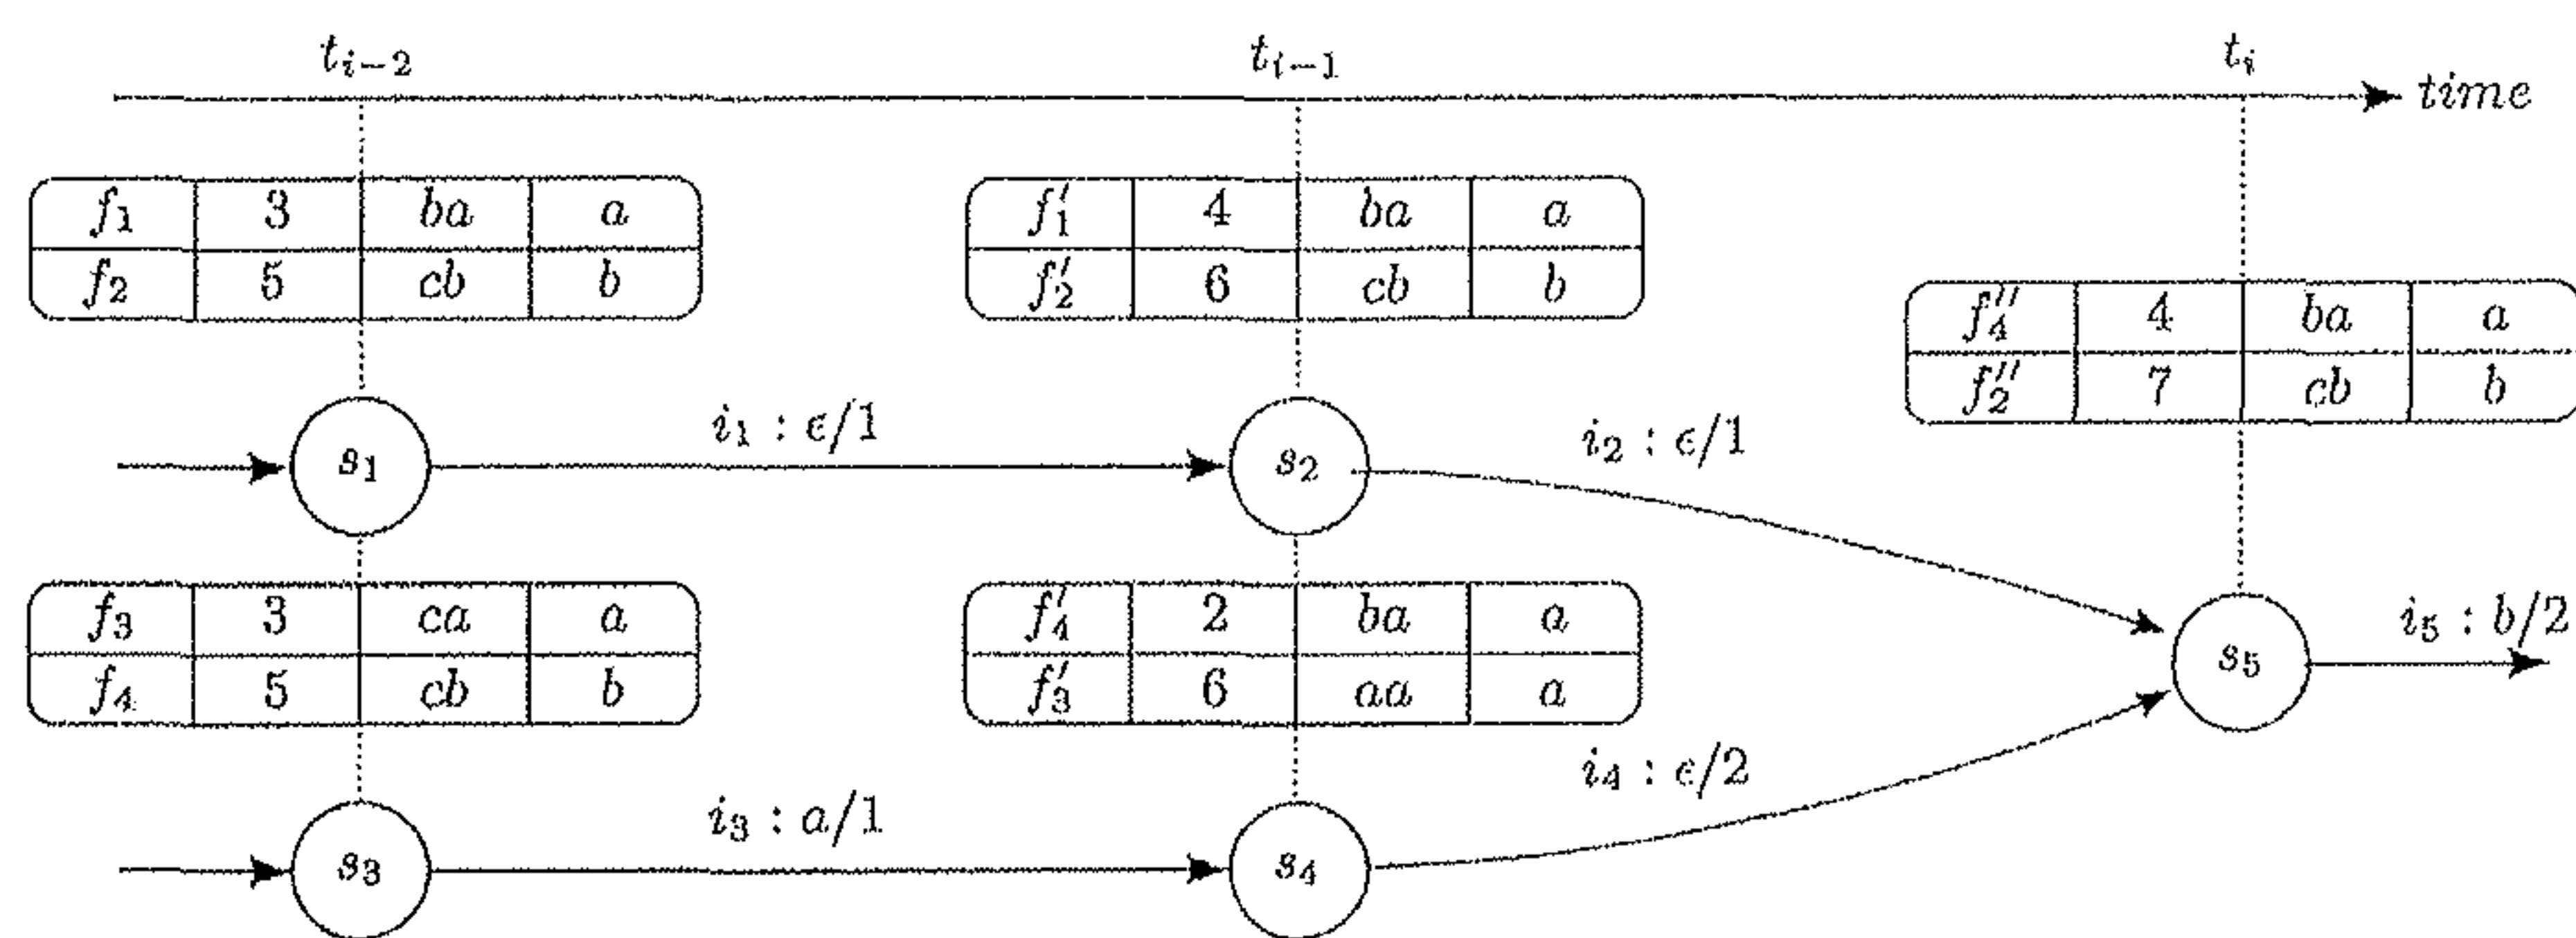 t_{i-2} t_{i-1} t_i
time
f_1 3 ba a
f_2 5 cb b
f'_1 4 ba a
f'_2 6 cb b
f''_4 4 ba a
f''_2 7 cb b
s_1 i_1 : ϵ/1 s_2 i_2 : ϵ/1
f_3 3 ca a
f_4 5 cb b
f'_4 2 ba a
f'_3 6 aa a
s_5 i_5 : b/2
s_3 i_3 : a/1 s_4 i_4 : ϵ/2